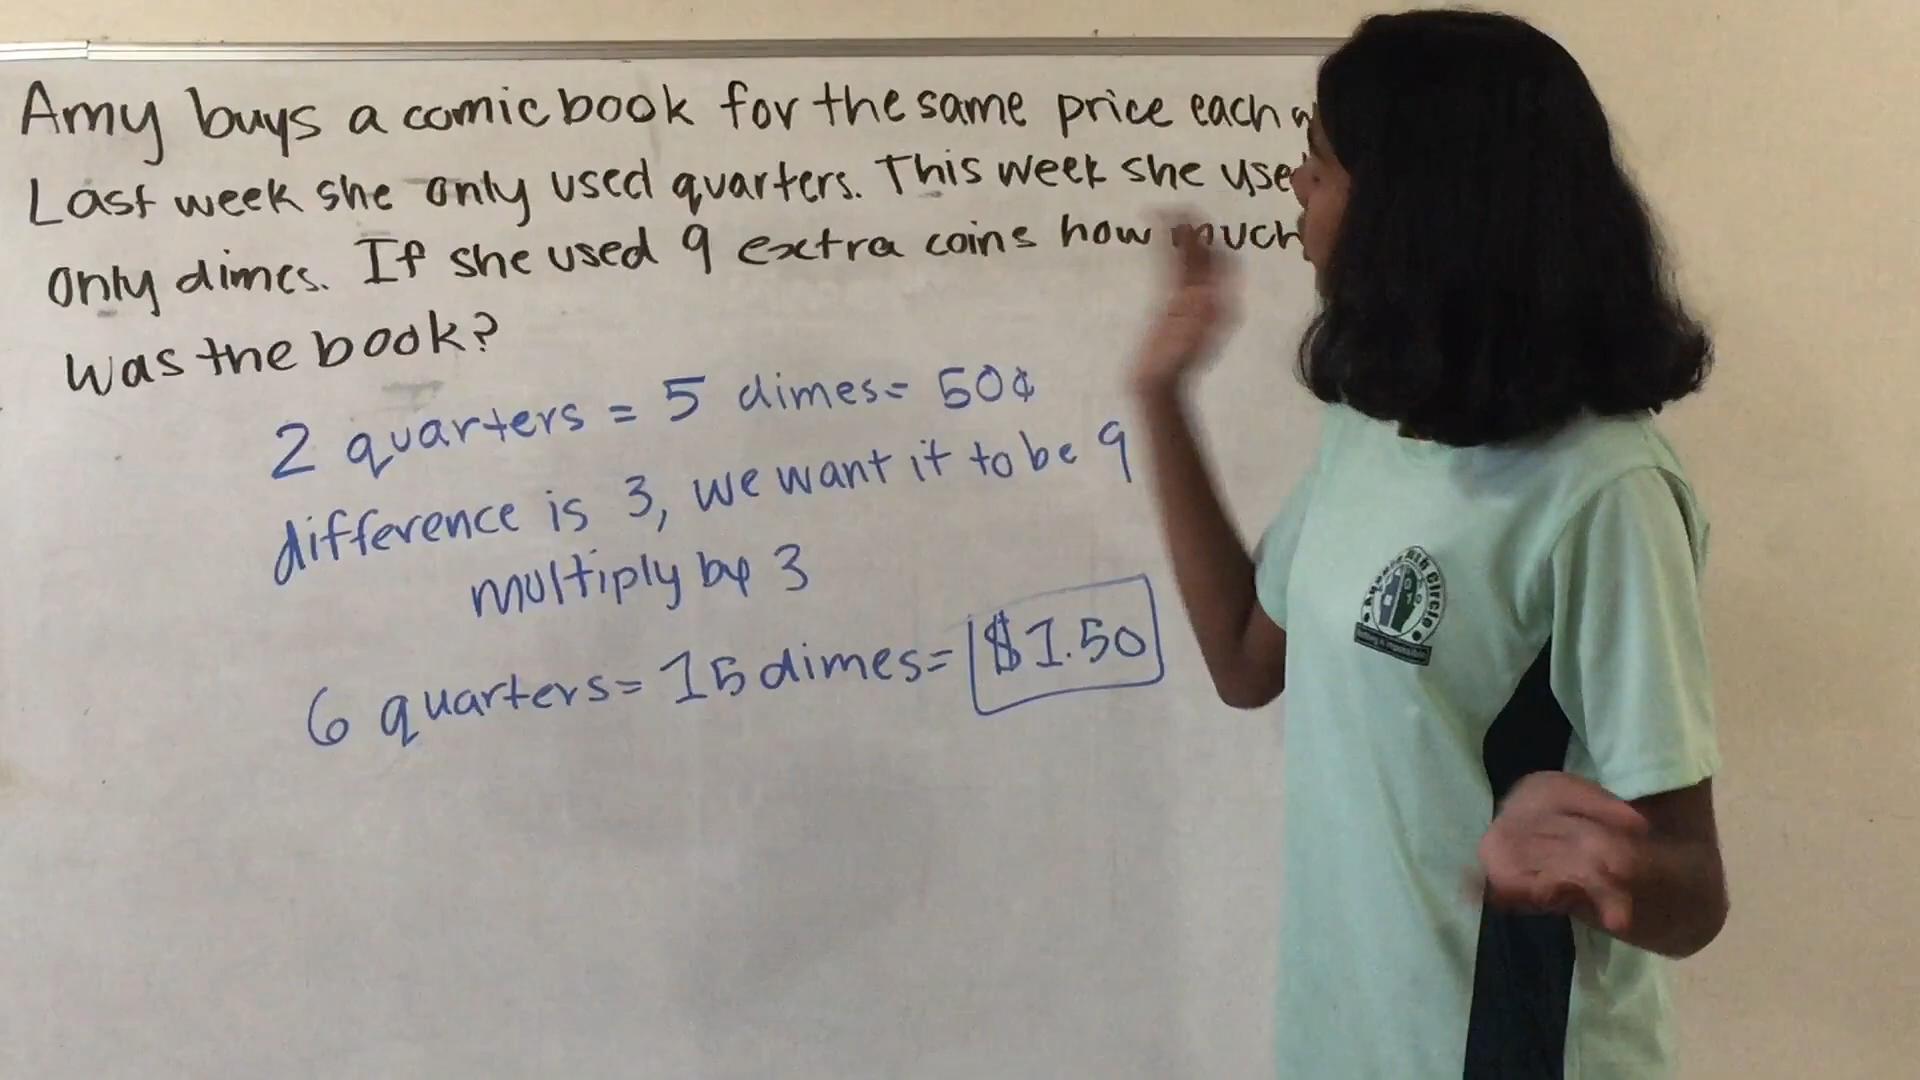 Amy buys a comic book for the same price each w
Last week she only used quarters. This week she use
only dimes. If she used 9 extra coins how much
was the book?
2 quarters = 5 dimes = 50¢
difference is 3, we want it to be 9
multiply by 3
6 quarters = 15 dimes = $1.50
Math Circle